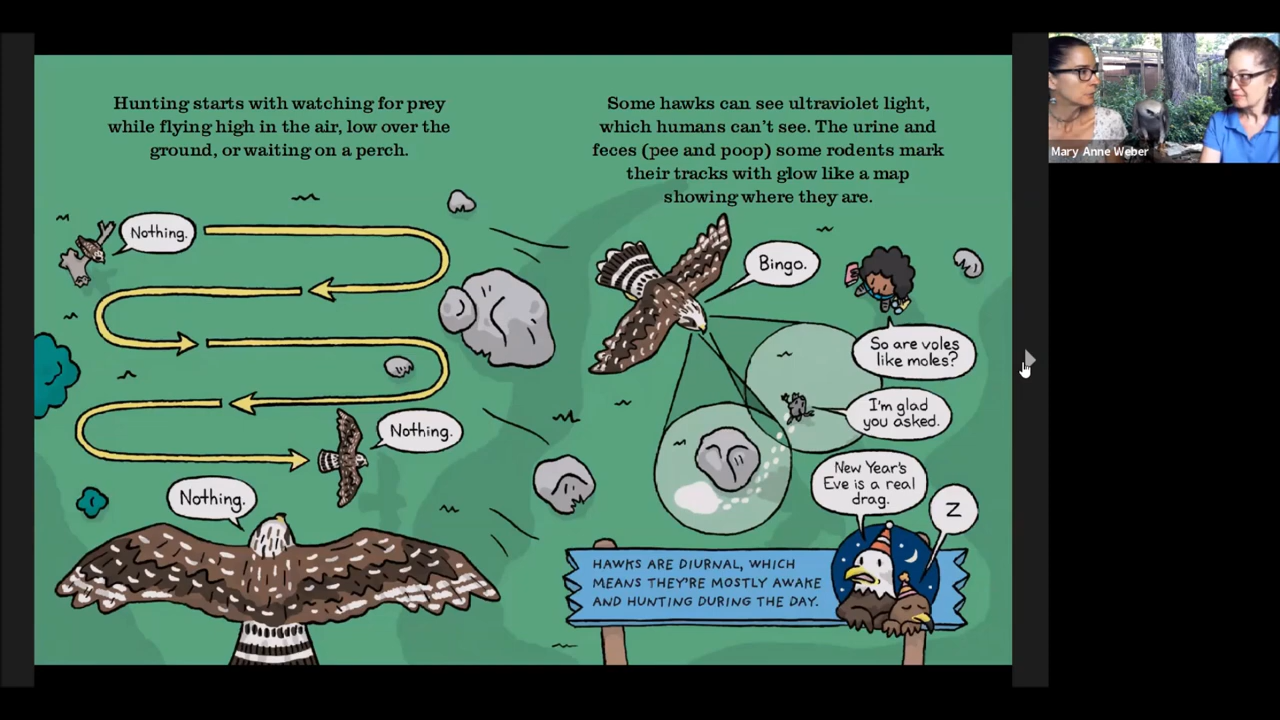 Hunting starts with watching for prey
while flying high in the air, low over the
ground, or waiting on a perch.
Nothing.
Nothing.
Nothing.
Some hawks can see ultraviolet light,
which humans can't see. The urine and
feces (pee and poop) some rodents mark
their tracks with glow like a map
showing where they are.
Bingo.
So are voles
like moles?
I'm glad
you asked.
New Year's
Eve is a real
drag.
Z
HAWKS ARE DIURNAL, WHICH
MEANS THEY'RE MOSTLY AWAKE
AND HUNTING DURING THE DAY.
Mary Anne Weber